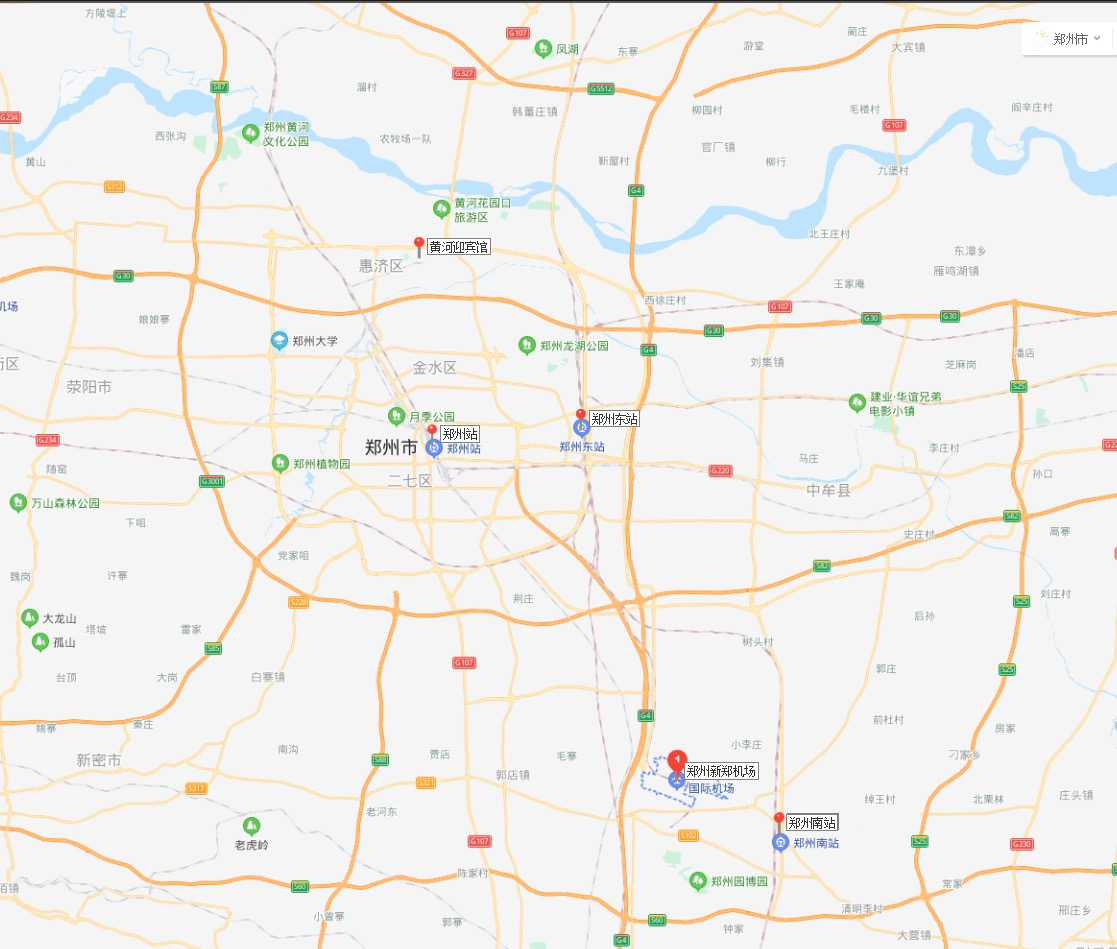 方陵堤上
G107
凤湖
东寨
游室
蔺庄
大宾镇
郑州市
G327
S87
溜村
G5512
韩董庄镇
柳园村
毛楼村
阎辛庄村
G234
西张沟
郑州黄河
文化公园
农牧场一队
G107
黄山
靳屋村
官厂镇
柳行
九堡村
S312
G4
黄河花园口
旅游区
北王庄村
黄河迎宾馆
惠济区
东漳乡
雁鸣湖镇
G30
王家庵
机场
西徐庄村
G107
娘娘寨
G30
G30
G30
郑州大学
郑州龙湖公园
G4
刘集镇
芝麻岗
潘店
金水区
荥阳市
S25
建业·华谊兄弟
电影小镇
月季公园
郑州站
郑州东站
郑州市
郑州站
郑州东站
G234
李庄村
马庄
郑州植物园
随窑
G220
孙口
二七区
G3001
中牟县
万山森林公园
下咀
S82
高寨
史庄村
党家咀
S82
魏岗
许寨
荆庄
刘庄村
S228
S25
大龙山
塔坡
雷家
后孙
孤山
树头村
S85
G107
郭庄
S25
台顶
大岗
白寨镇
G4
前杜村
姚寨
秦庄
房家
南沟
贾店
毛寨
小李庄
刁家乡
新密市
S88
郭店镇
郑州新郑机场
国际机场
S317
S321
绰王村
北栗林
庄头镇
老河东
郑州南站
郑州南站
老虎岭
G107
S102
S25
G230
陈家村
郑州园博园
常家
S60
小曾寨
郭寨
S60
钟家
清明李村
邢庄乡
G4
大营镇